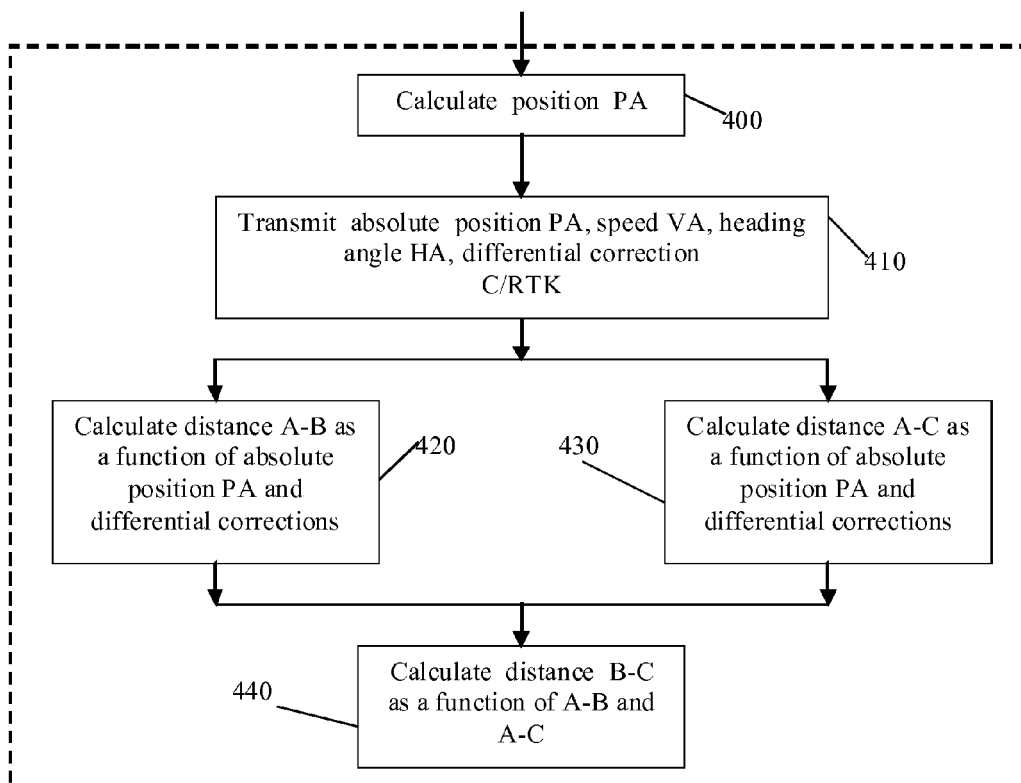 Calculate position PA
400
Transmit absolute position PA, speed VA, heading
angle HA, differential correction
C/RTK
410
Calculate distance A-B as
a function of absolute
position PA and
differential corrections
420
430
Calculate distance A-C as
a function of absolute
position PA and
differential corrections
Calculate distance B-C
as a function of A-B and
A-C
440